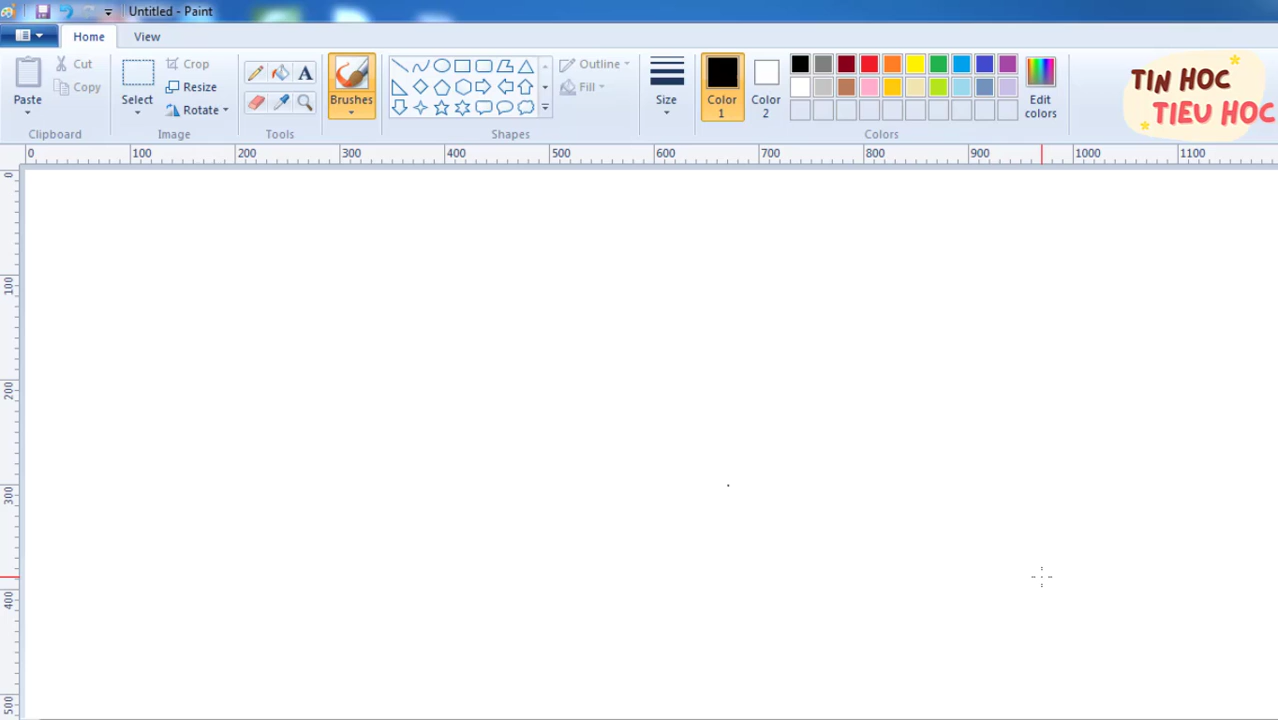 Untitled - Paint
Home View
Paste
Cut
Copy
Clipboard
Select
Crop
Resize
Rotate
Image
A
Tools
Brushes
Shapes
Outline
Fill
Size
Color 1
Color 2
Edit colors
Colors
TIN HOC
TIEU HOC
0 100 200 300 400 500 600 700 800 900 1000 1100
0
100
200
300
400
500